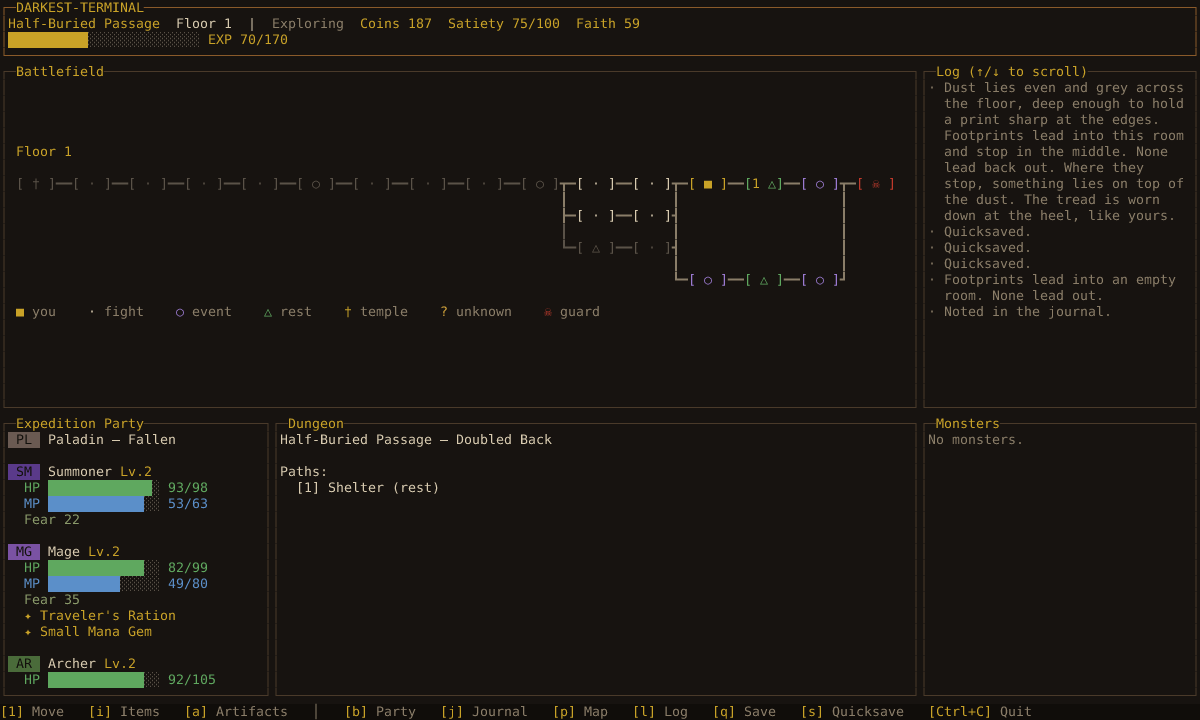 DARKEST-TERMINAL
Half-Buried Passage  Floor 1  |  Exploring  Coins 187  Satiety 75/100  Faith 59
EXP 70/170
Battlefield
Floor 1
[ † ]—[ · ]—[ · ]—[ · ]—[ · ]—[ ○ ]—[ · ]—[ · ]—[ · ]—[ ○ ]┬—[ · ]—[ · ]┬—[ ■ ]—[1 △]—[ ○ ]┬—[ ☠ ]
├—[ · ]—[ · ]┤
└—[ △ ]—[ · ]┤
└—[ ○ ]—[ △ ]—[ ○ ]┘
■ you  · fight  ○ event  △ rest  † temple  ? unknown  ☠ guard
Log (↑/↓ to scroll)
· Dust lies even and grey across
the floor, deep enough to hold
a print sharp at the edges.
Footprints lead into this room
and stop in the middle. None
lead back out. Where they
stop, something lies on top of
the dust. The tread is worn
down at the heel, like yours.
· Quicksaved.
· Quicksaved.
· Quicksaved.
· Footprints lead into an empty
room. None lead out.
· Noted in the journal.
Expedition Party
PL Paladin — Fallen
SM Summoner Lv.2
HP 93/98
MP 53/63
Fear 22
MG Mage Lv.2
HP 82/99
MP 49/80
Fear 35
✦ Traveler's Ration
✦ Small Mana Gem
AR Archer Lv.2
HP 92/105
Dungeon
Half-Buried Passage — Doubled Back
Paths:
[1] Shelter (rest)
Monsters
No monsters.
[1] Move  [i] Items  [a] Artifacts  |  [b] Party  [j] Journal  [p] Map  [l] Log  [q] Save  [s] Quicksave  [Ctrl+C] Quit